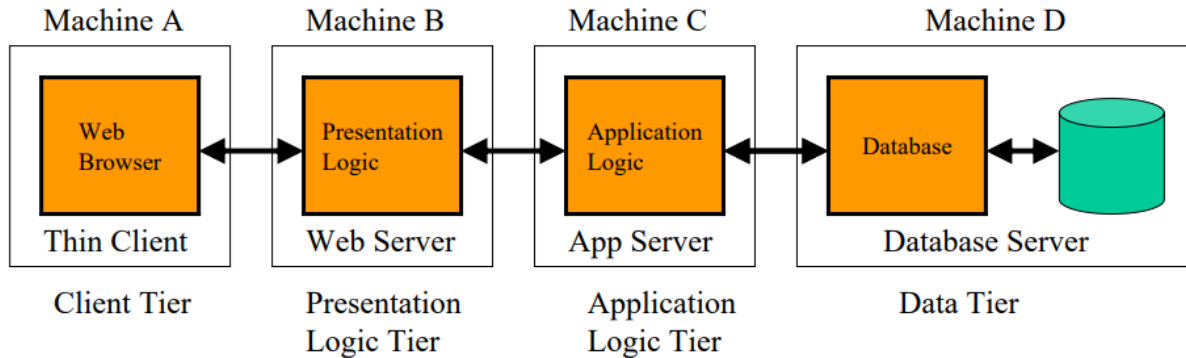 Machine A
Machine B
Machine C
Machine D
Web
Browser
Presentation
Logic
Application
Logic
Database
Thin Client
Web Server
App Server
Database Server
Client Tier
Presentation
Logic Tier
Application
Logic Tier
Data Tier